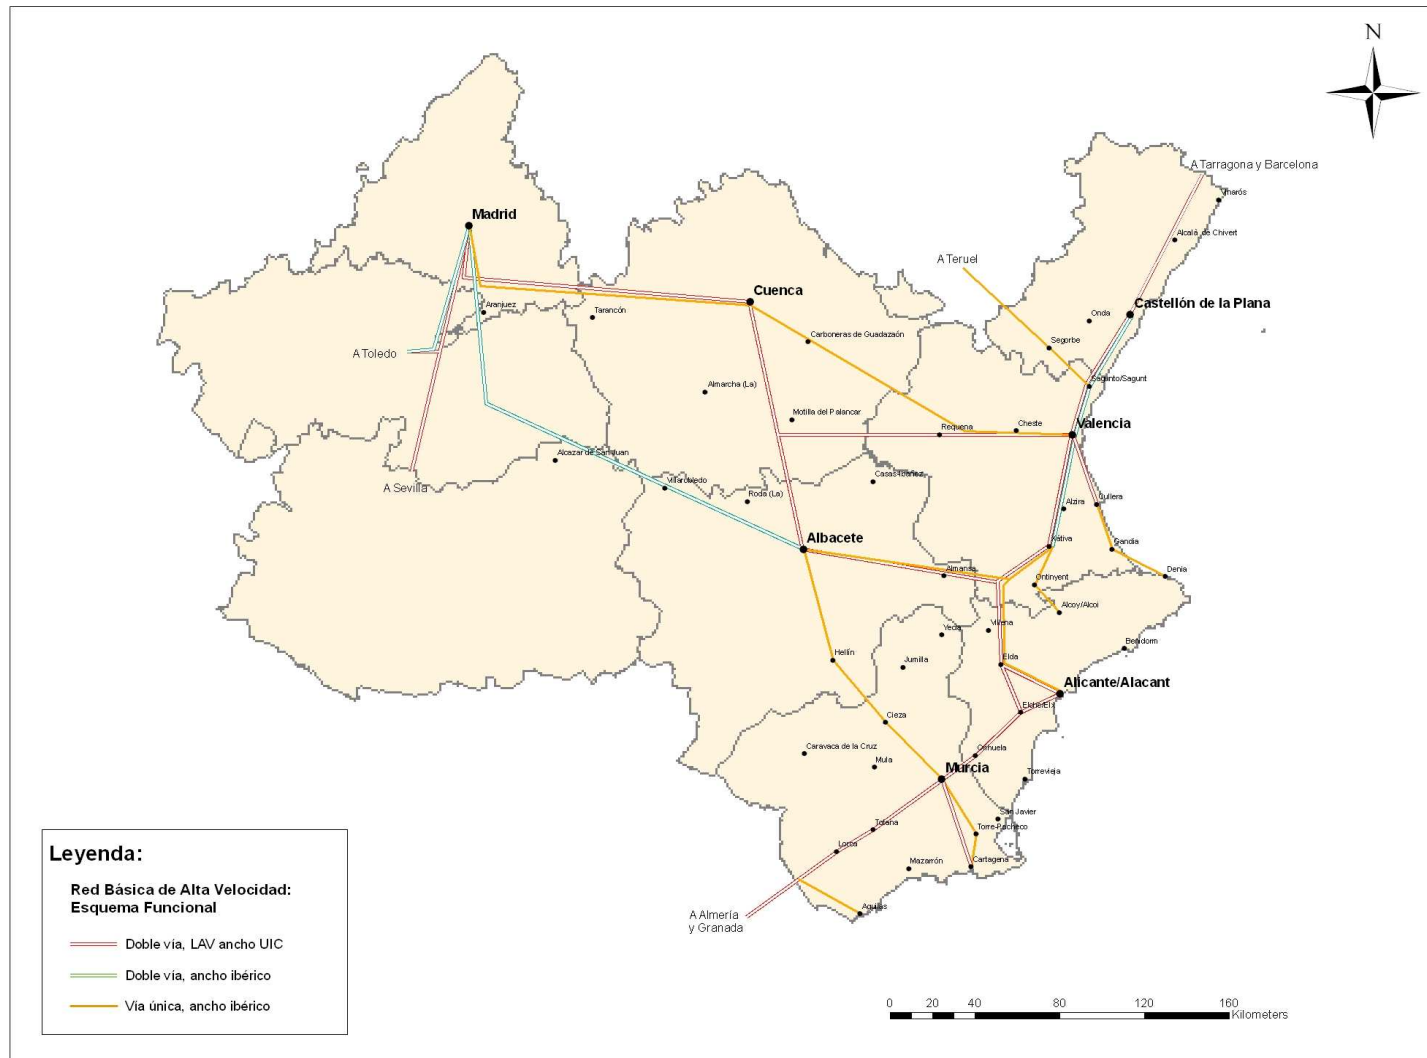 N
A Tarragona y Barcelona
Vinarós
Madrid
Alcalá de Chivert
A Teruel
Cuenca
Castellón de la Plana
Aranjuez
Tarancón
Onda
Carboneras de Guadazaón
Segorbe
A Toledo
Almarcha (La)
Sagunto/Sagunt
Motilla del Palancar
Requena
Cheste
Valencia
Alcazar de San Juan
A Sevilla
Villarobledo
Casas-Ibáñez
Roda (La)
Alzira
Cullera
Albacete
Xàtiva
Gandia
Almansa
Ontinyent
Denia
Alcoy/Alcoi
Yecla
Villena
Benidorm
Hellín
Jumilla
Elda
Alicante/Alacant
Elche/Elx
Cieza
Caravaca de la Cruz
Mula
Orihuela
Murcia
Torrevieja
San Javier
Totana
Torre-Pacheco
Lorca
Mazarrón
Cartagena
Aguilas
A Almería
y Granada
Leyenda:
Red Básica de Alta Velocidad:
Esquema Funcional
Doble vía, LAV ancho UIC
Doble vía, ancho ibérico
Vía única, ancho ibérico
0 20 40 80 120 160
Kilometers